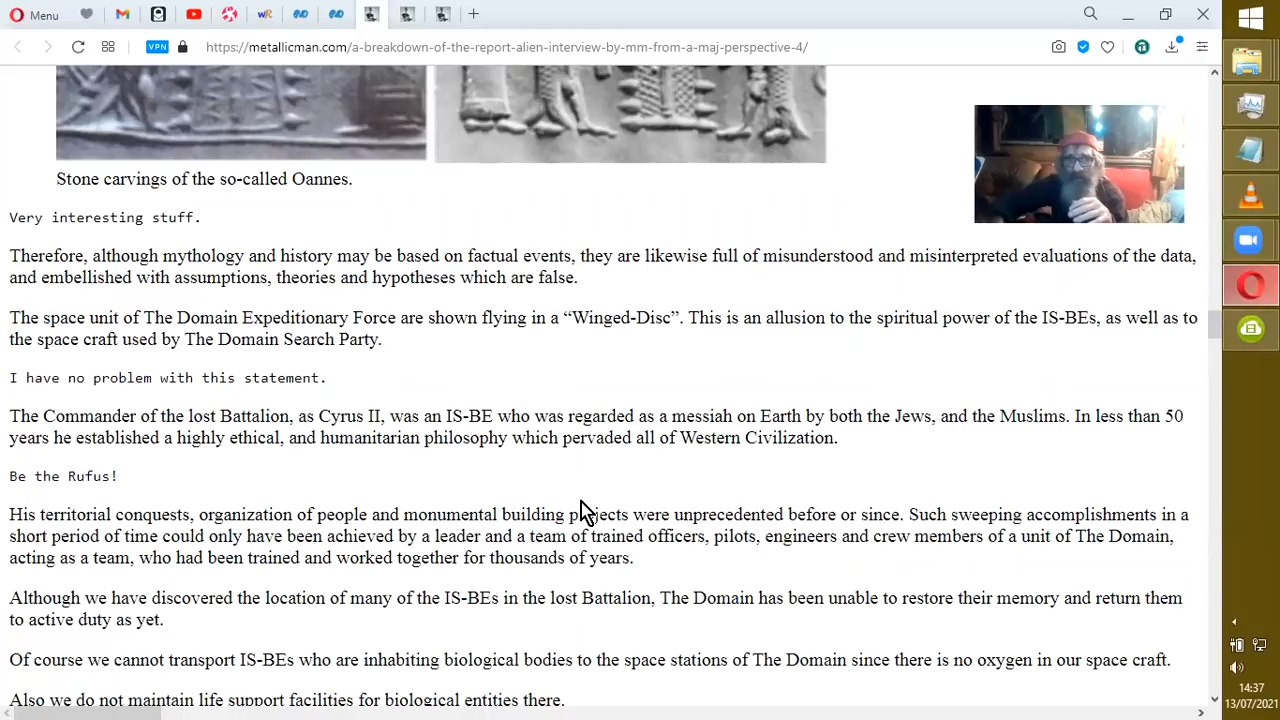 Menu
VPN
https://metallicman.com/a-breakdown-of-the-report-alien-interview-by-mm-from-a-maj-perspective-4/
Stone carvings of the so-called Oannes.
Very interesting stuff.
Therefore, although mythology and history may be based on factual events, they are likewise full of misunderstood and misinterpreted evaluations of the data,
and embellished with assumptions, theories and hypotheses which are false.
The space unit of The Domain Expeditionary Force are shown flying in a “Winged-Disc”. This is an allusion to the spiritual power of the IS-BEs, as well as to
the space craft used by The Domain Search Party.
I have no problem with this statement.
The Commander of the lost Battalion, as Cyrus II, was an IS-BE who was regarded as a messiah on Earth by both the Jews, and the Muslims. In less than 50
years he established a highly ethical, and humanitarian philosophy which pervaded all of Western Civilization.
Be the Rufus!
His territorial conquests, organization of people and monumental building projects were unprecedented before or since. Such sweeping accomplishments in a
short period of time could only have been achieved by a leader and a team of trained officers, pilots, engineers and crew members of a unit of The Domain,
acting as a team, who had been trained and worked together for thousands of years.
Although we have discovered the location of many of the IS-BEs in the lost Battalion, The Domain has been unable to restore their memory and return them
to active duty as yet.
Of course we cannot transport IS-BEs who are inhabiting biological bodies to the space stations of The Domain since there is no oxygen in our space craft.
Also we do not maintain life support facilities for biological entities there.
14:37
13/07/2021